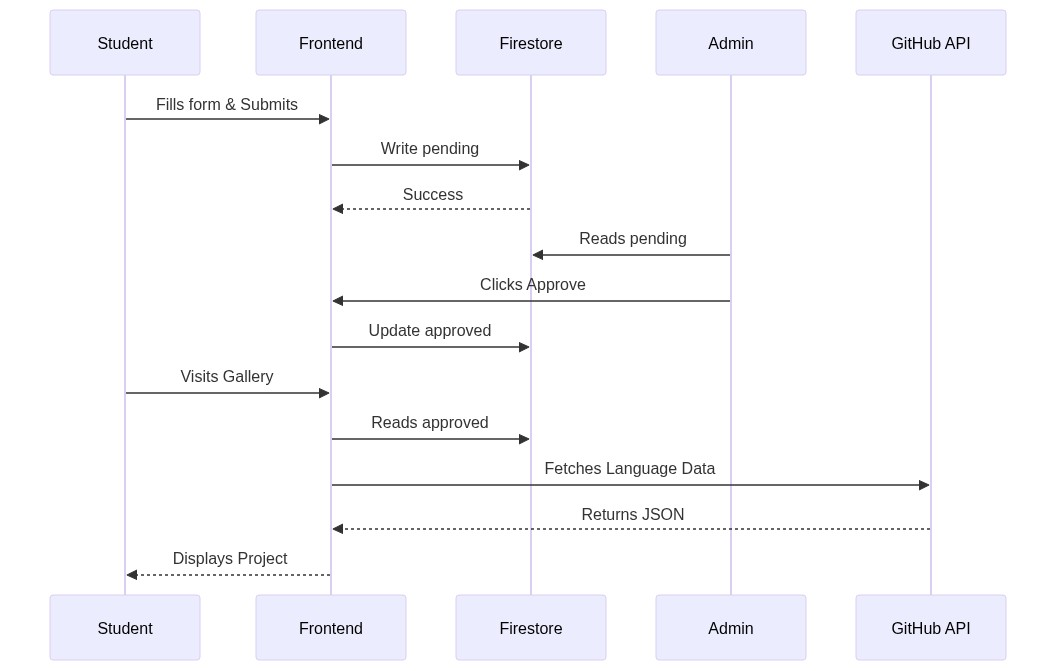 Student
Frontend
Firestore
Admin
GitHub API
Fills form & Submits
Write pending
Success
Reads pending
Clicks Approve
Update approved
Visits Gallery
Reads approved
Fetches Language Data
Returns JSON
Displays Project
Student
Frontend
Firestore
Admin
GitHub API